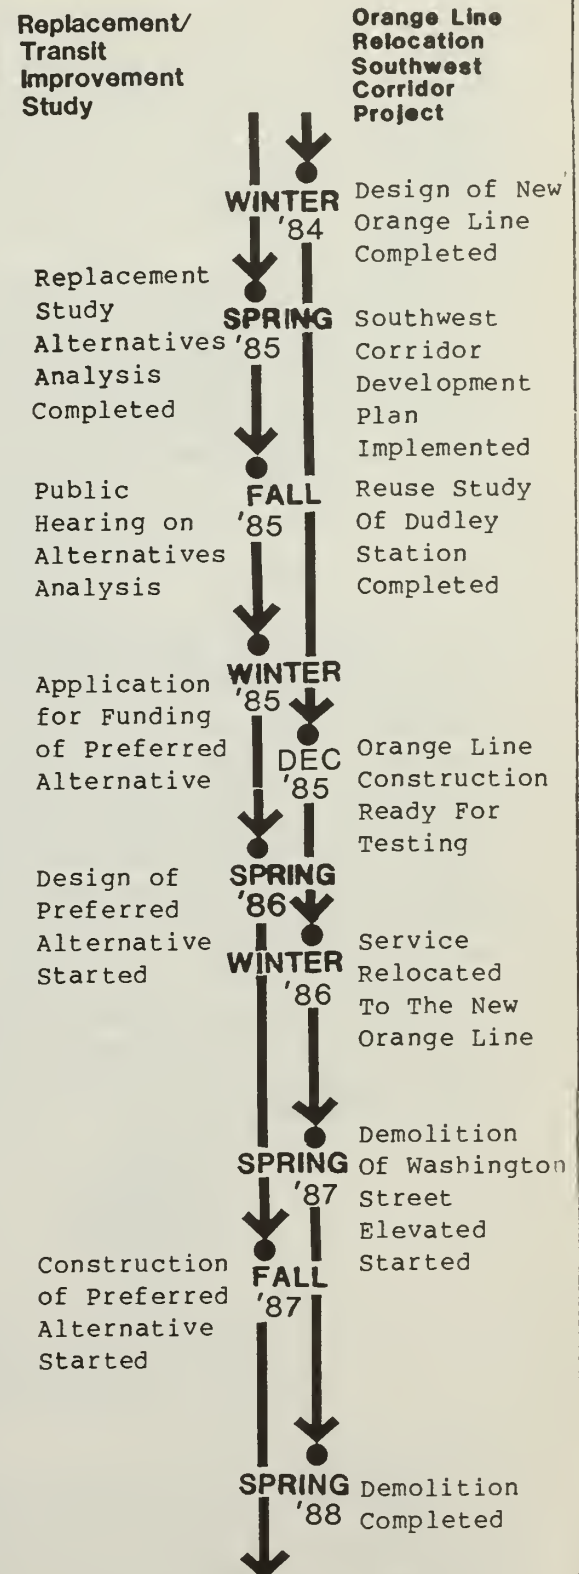 Replacement/
Transit
Improvement
Study
Orange Line
Relocation
Southwest
Corridor
Project
WINTER
'84
Design of New
Orange Line
Completed
Replacement
Study
Alternatives
Analysis
Completed
SPRING
'85
Southwest
Corridor
Development
Plan
Implemented
Public
Hearing on
Alternatives
Analysis
FALL
'85
Reuse Study
Of Dudley
Station
Completed
Application
for Funding
of Preferred
Alternative
WINTER
'85
DEC
'85
Orange Line
Construction
Ready For
Testing
Design of
Preferred
Alternative
Started
SPRING
'86
WINTER
'86
Service
Relocated
To The New
Orange Line
SPRING
'87
Demolition
Of Washington
Street
Elevated
Started
Construction
of Preferred
Alternative
Started
FALL
'87
SPRING
'88
Demolition
Completed